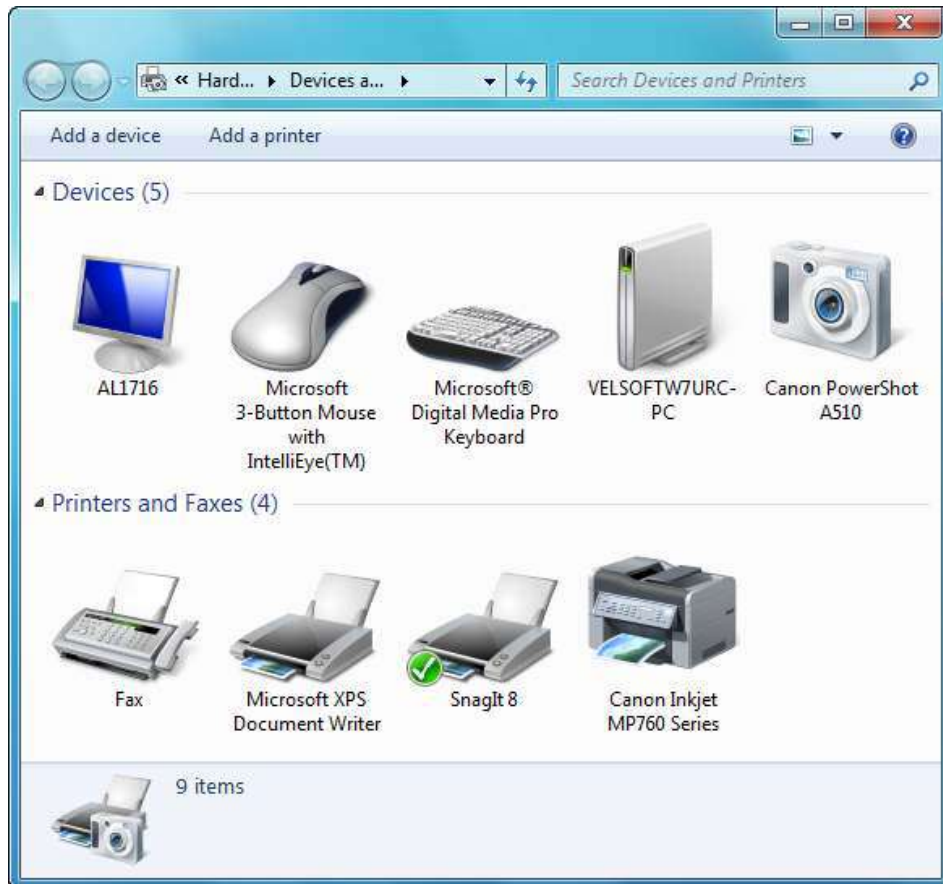 « Hard... ▸ Devices a... ▸
Search Devices and Printers
Add a device Add a printer
Devices (5)
AL1716
Microsoft
3-Button Mouse
with
IntelliEye(TM)
Microsoft®
Digital Media Pro
Keyboard
VELSOFTW7URC-
PC
Canon PowerShot
A510
Printers and Faxes (4)
Fax
Microsoft XPS
Document Writer
SnagIt 8
Canon Inkjet
MP760 Series
9 items